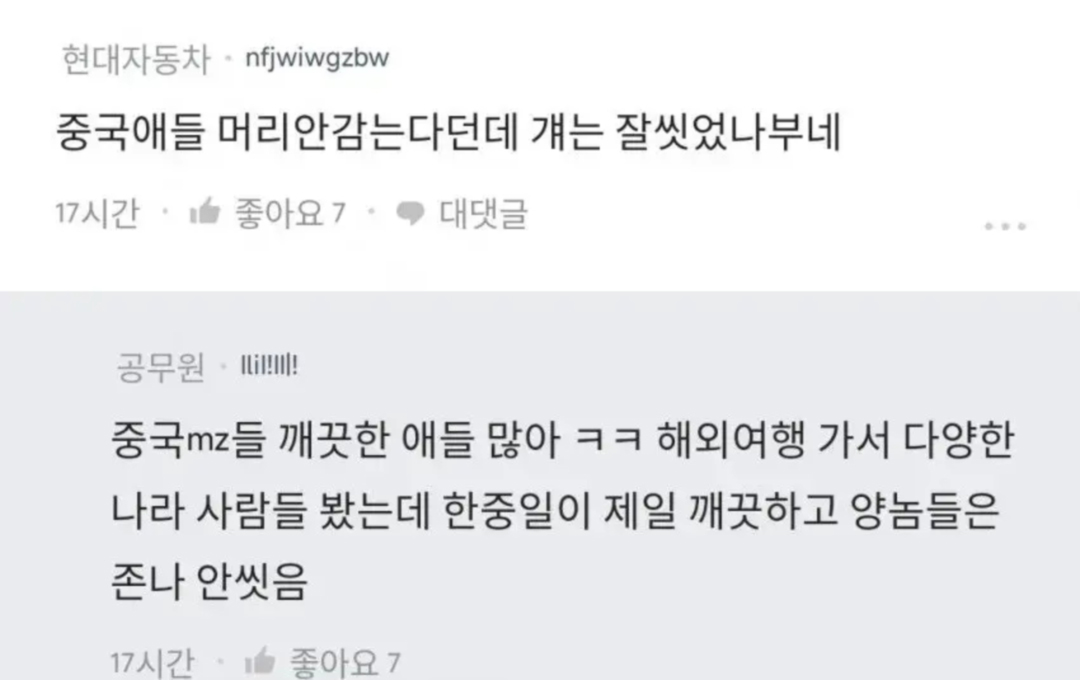 현대자동차 · nfjwiwgzbw
중국애들 머리안감는다던데 걔는 잘씻었나부네
17시간 · 좋아요 7 · 대댓글
공무원 · llil!lll!
중국mz들 깨끗한 애들 많아 ㅋㅋ 해외여행 가서 다양한
나라 사람들 봤는데 한중일이 제일 깨끗하고 양놈들은
존나 안씻음
17시간 · 좋아요 7